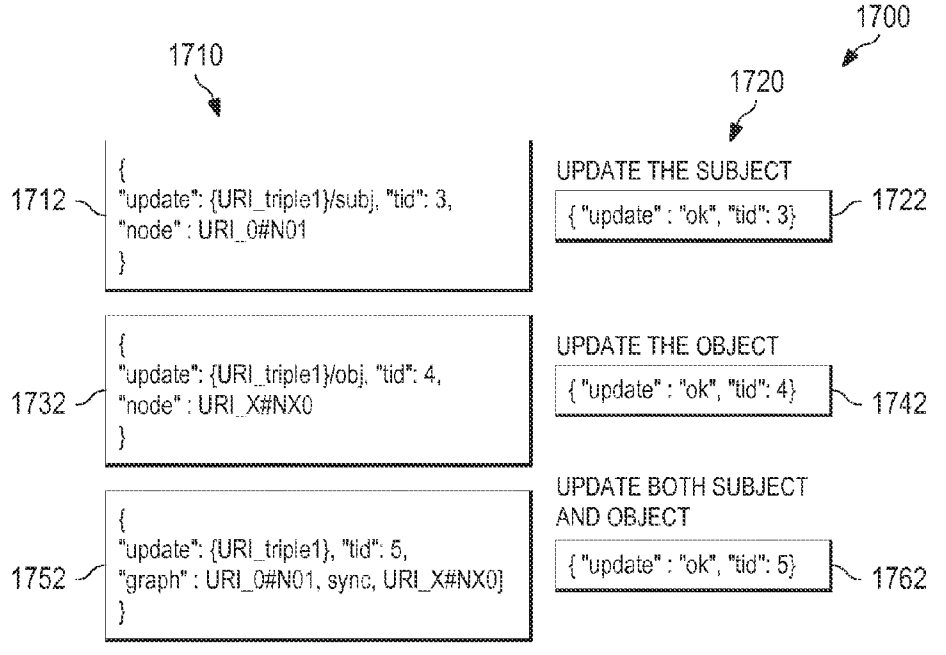 1700
1710
1720
{
"update": {URI_triple1}/subj, "tid": 3,
"node" : URI_0#N01
}
1712
UPDATE THE SUBJECT
{ "update" : "ok", "tid": 3}
1722
{
"update": {URI_triple1}/obj, "tid": 4,
"node" : URI_X#NX0
}
1732
UPDATE THE OBJECT
{ "update" : "ok", "tid": 4}
1742
{
"update": {URI_triple1}, "tid": 5,
"graph" : URI_0#N01, sync, URI_X#NX0]
}
1752
UPDATE BOTH SUBJECT
AND OBJECT
{ "update" : "ok", "tid": 5}
1762